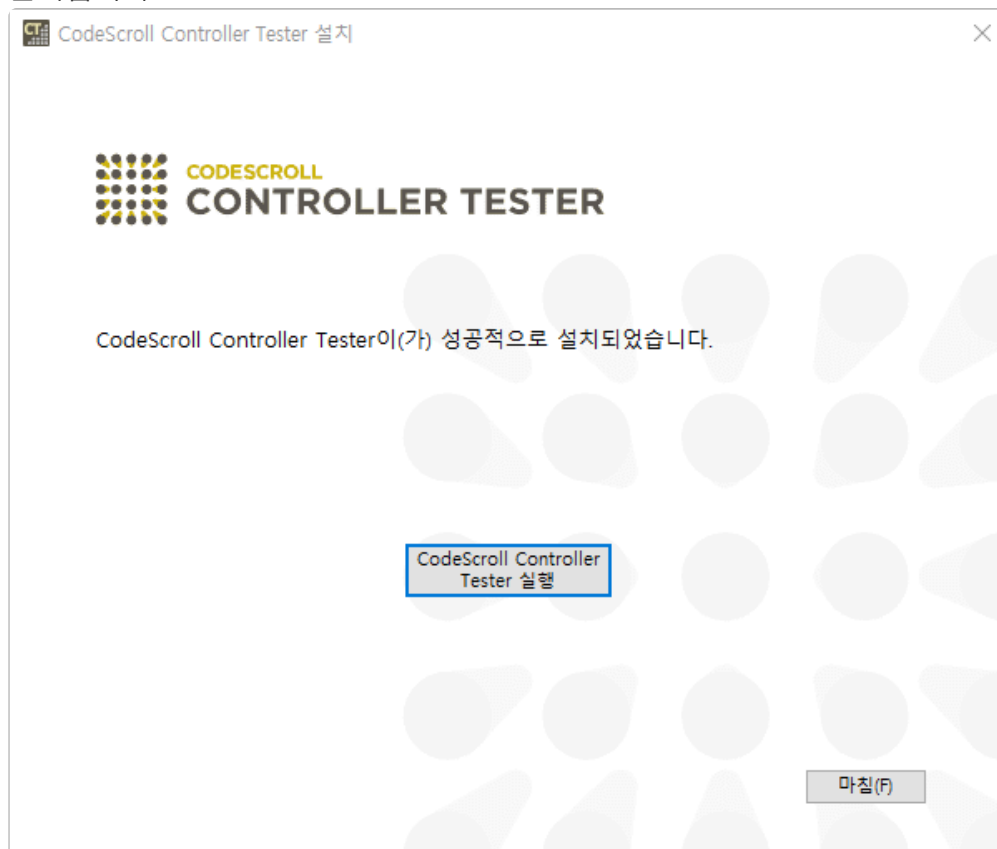 CodeScroll Controller Tester 설치
CODESCROLL
CONTROLLER TESTER
CodeScroll Controller Tester이(가) 성공적으로 설치되었습니다.
CodeScroll Controller
Tester 실행
마침(F)